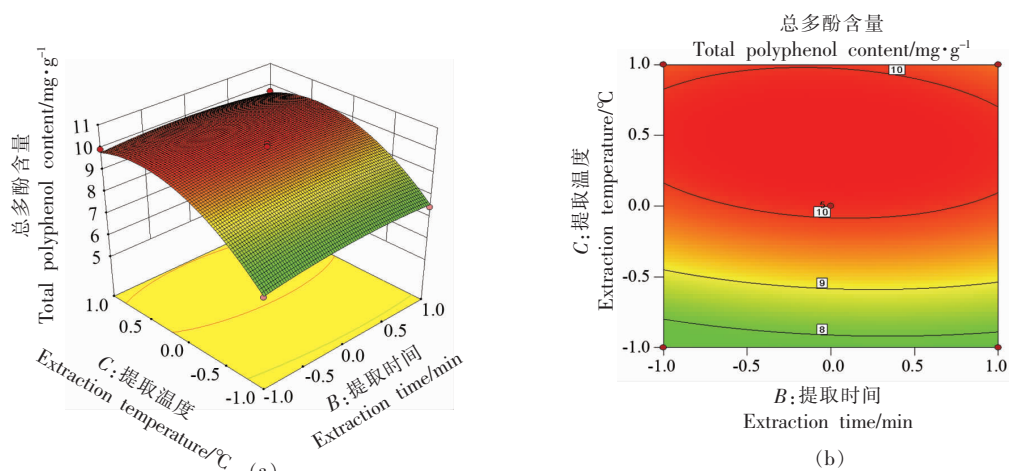 总多酚含量
Total polyphenol content/mg·g⁻¹
11
10
9
8
7
6
5
1.0
0.5
0.0
-0.5
-1.0
-1.0
-0.5
0.0
0.5
1.0
C:提取温度
Extraction temperature/℃
B:提取时间
Extraction time/min
总多酚含量
Total polyphenol content/mg·g⁻¹
C:提取温度
Extraction temperature/℃
1.0
0.5
0.0
-0.5
-1.0
10
5
10
9
8
-1.0
0.5
0.0
0.5
1.0
B:提取时间
Extraction time/min
(b)